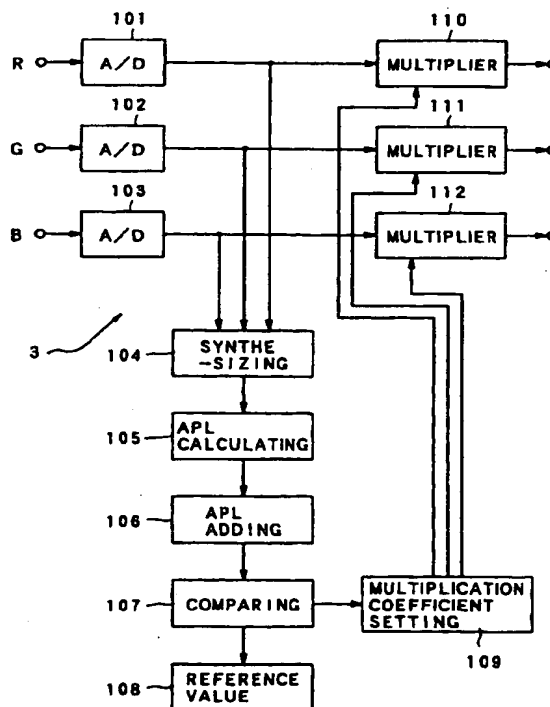 101
110
R
A/D
MULTIPLIER
102
111
G
A/D
MULTIPLIER
103
112
B
A/D
MULTIPLIER
3
104
SYNTHE
-SIZING
105
APL
CALCULATING
106
APL
ADDING
107
COMPARING
MULTIPLICATION
COEFFICIENT
SETTING
109
108
REFERENCE
VALUE